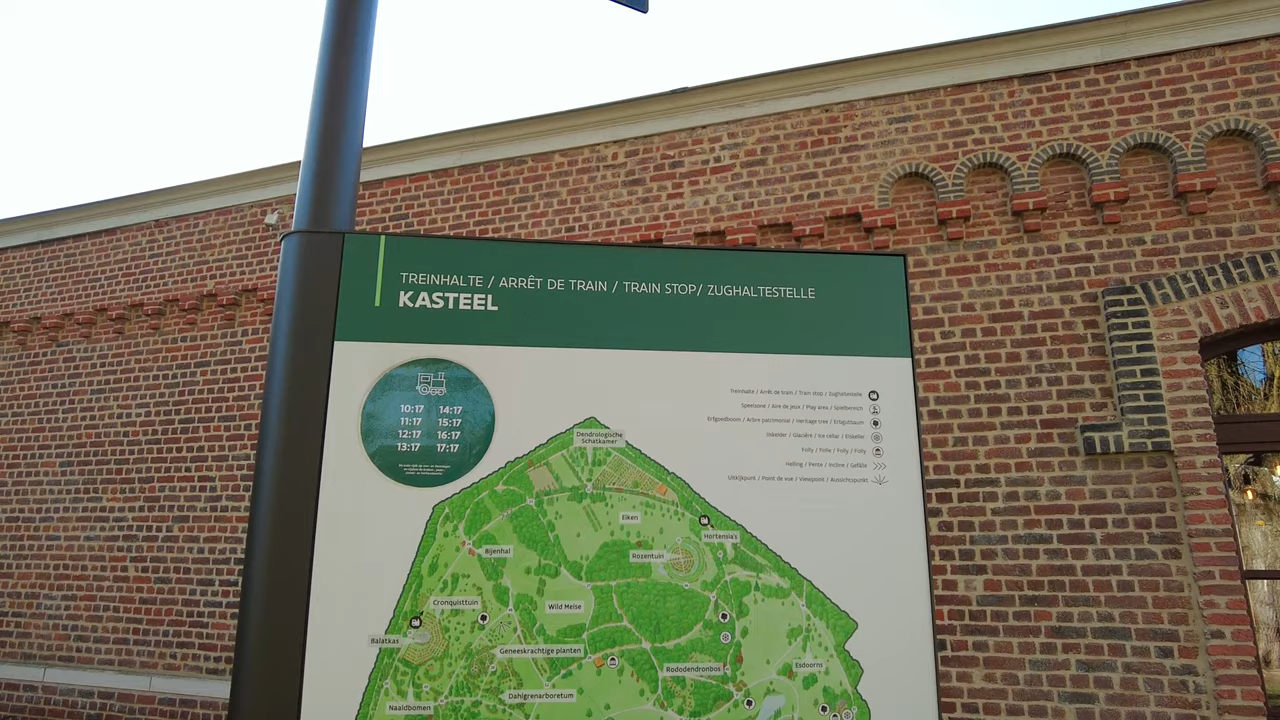 TREINHALTE / ARRÊT DE TRAIN / TRAIN STOP/ ZUGHALTESTELLE
KASTEEL
10:17 14:17
11:17 15:17
12:17 16:17
13:17 17:17
Treinhalte / Arrêt de train / Train stop / Zughaltestelle
Speelzone / Aire de jeux / Play area / Spielbereich
Erfgoedboom / Arbre patrimonial / Heritage tree / Erbgutbaum
IJskelder / Glacière / Ice cellar / Eiskeller
Folly / Folie / Folly / Folly
Helling / Pente / Incline / Gefälle
Uitkijkpunt / Point de vue / Viewpoint / Aussichtspunkt
Dendrologische
Schatkamer
Eiken
Hortensia's
Bijenhal
Rozentuin
Cronquisttuin
Wild Meise
Balatkas
Geneeskrachtige planten
Rododendronbos
Esdoorns
Dahlgrenarboretum
Naaldbomen